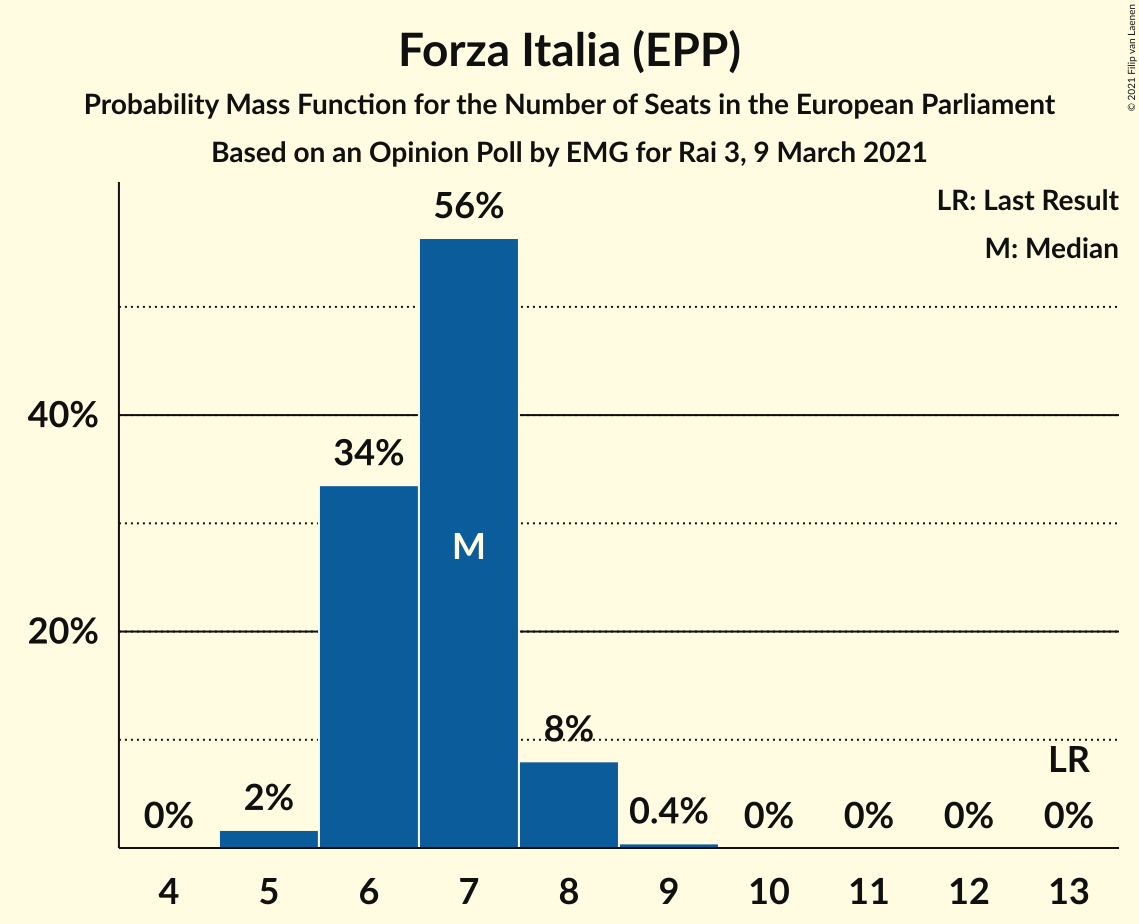 Forza Italia (EPP)
Probability Mass Function for the Number of Seats in the European Parliament
Based on an Opinion Poll by EMG for Rai 3, 9 March 2021
© 2021 Filip van Laenen
LR: Last Result
M: Median
56%
40%
34%
M
20%
8%
LR
0%
2%
0.4%
0%
0%
0%
0%
4 5 6 7 8 9 10 11 12 13